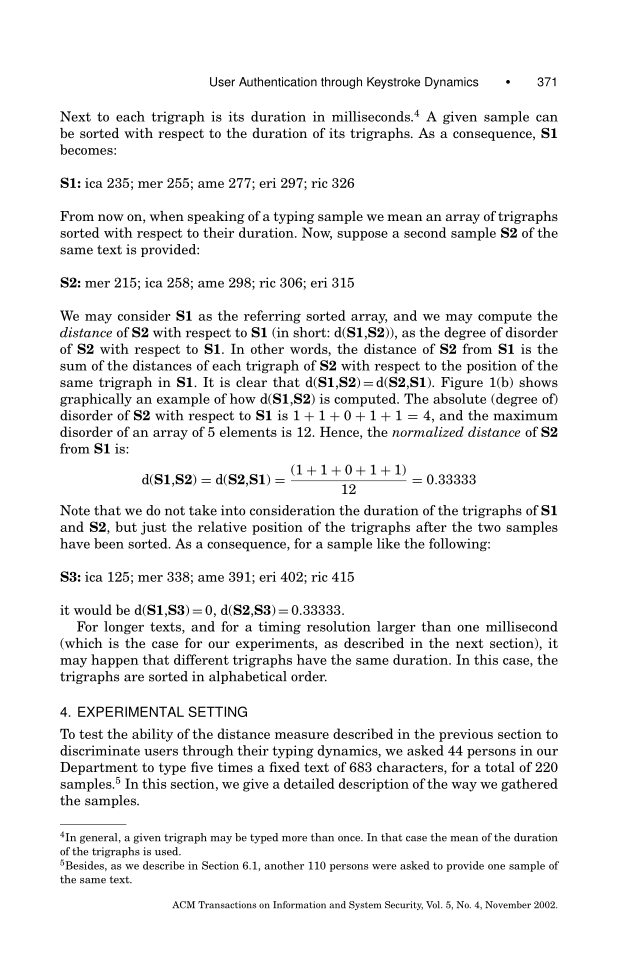 User Authentication through Keystroke Dynamics • 371
Next to each trigraph is its duration in milliseconds.4 A given sample can
be sorted with respect to the duration of its trigraphs. As a consequence, S1
becomes:
S1: ica 235; mer 255; ame 277; eri 297; ric 326
From now on, when speaking of a typing sample we mean an array of trigraphs
sorted with respect to their duration. Now, suppose a second sample S2 of the
same text is provided:
S2: mer 215; ica 258; ame 298; ric 306; eri 315
We may consider S1 as the referring sorted array, and we may compute the
distance of S2 with respect to S1 (in short: d(S1,S2)), as the degree of disorder
of S2 with respect to S1. In other words, the distance of S2 from S1 is the
sum of the distances of each trigraph of S2 with respect to the position of the
same trigraph in S1. It is clear that d(S1,S2) = d(S2,S1). Figure 1(b) shows
graphically an example of how d(S1,S2) is computed. The absolute (degree of)
disorder of S2 with respect to S1 is 1 + 1 + 0 + 1 + 1 = 4, and the maximum
disorder of an array of 5 elements is 12. Hence, the normalized distance of S2
from S1 is:
d(S1,S2) = d(S2,S1) = (1 + 1 + 0 + 1 + 1) / 12 = 0.33333
Note that we do not take into consideration the duration of the trigraphs of S1
and S2, but just the relative position of the trigraphs after the two samples
have been sorted. As a consequence, for a sample like the following:
S3: ica 125; mer 338; ame 391; eri 402; ric 415
it would be d(S1,S3) = 0, d(S2,S3) = 0.33333.
For longer texts, and for a timing resolution larger than one millisecond
(which is the case for our experiments, as described in the next section), it
may happen that different trigraphs have the same duration. In this case, the
trigraphs are sorted in alphabetical order.
4. EXPERIMENTAL SETTING
To test the ability of the distance measure described in the previous section to
discriminate users through their typing dynamics, we asked 44 persons in our
Department to type five times a fixed text of 683 characters, for a total of 220
samples.5 In this section, we give a detailed description of the way we gathered
the samples.
4In general, a given trigraph may be typed more than once. In that case the mean of the duration
of the trigraphs is used.
5Besides, as we describe in Section 6.1, another 110 persons were asked to provide one sample of
the same text.
ACM Transactions on Information and System Security, Vol. 5, No. 4, November 2002.